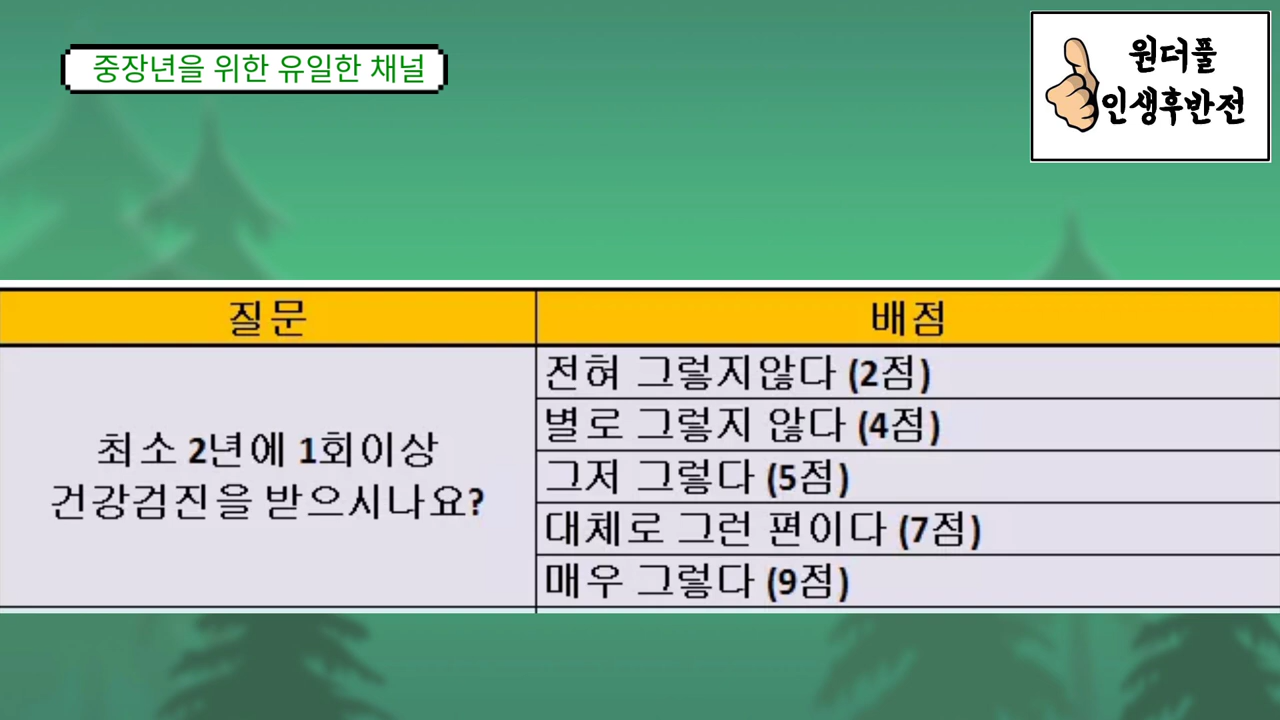 중장년을 위한 유일한 채널
원더풀
인생후반전
질문
배점
최소 2년에 1회이상
건강검진을 받으시나요?
전혀 그렇지않다 (2점)
별로 그렇지 않다 (4점)
그저 그렇다 (5점)
대체로 그런 편이다 (7점)
매우 그렇다 (9점)